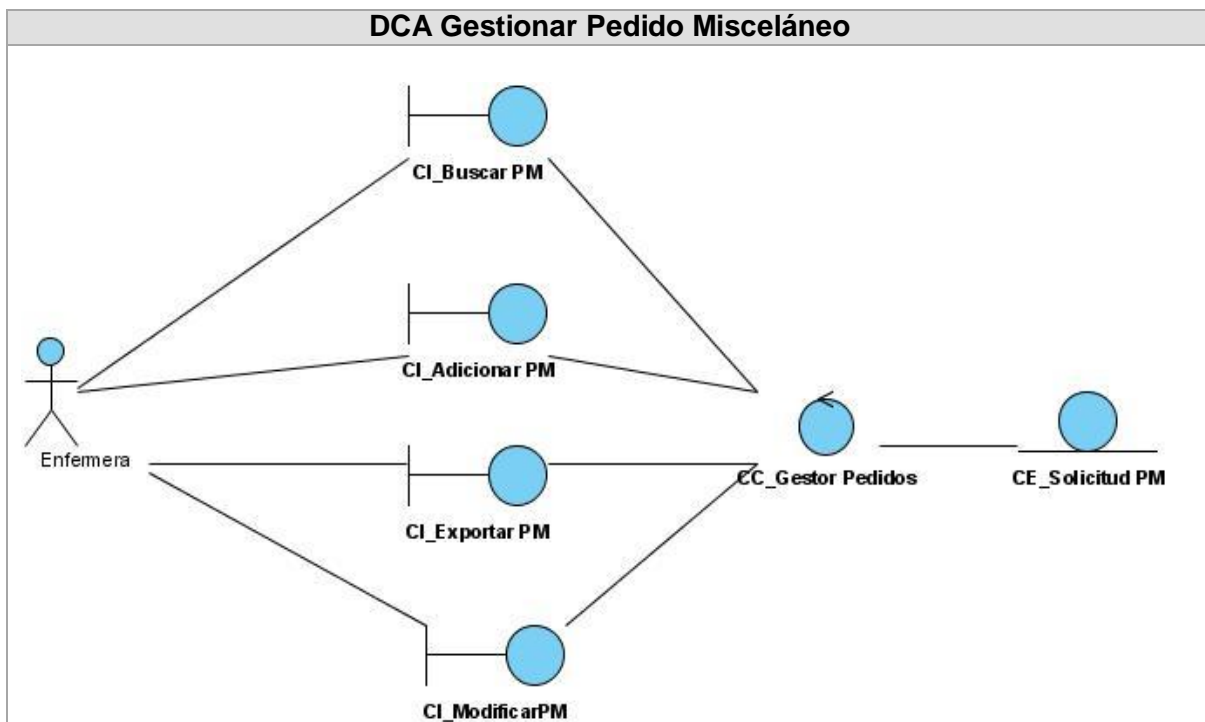 DCA Gestionar Pedido Misceláneo
CI_Buscar PM
CI_Adicionar PM
Enfermera
CI_Exportar PM
CC_Gestor Pedidos
CE_Solicitud PM
CI_ModificarPM